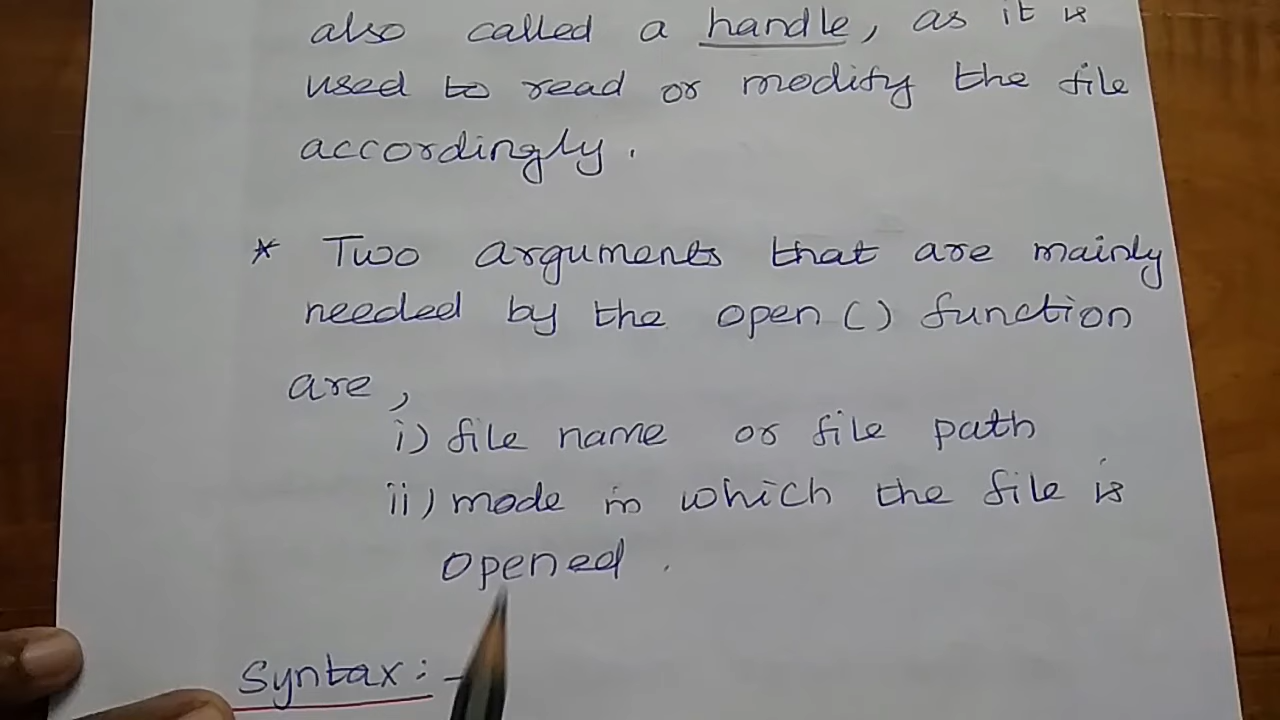 also called a handle, as it is
used to read or modify the file
accordingly.
* Two arguments that are mainly
needed by the open () function
are,
i) file name or file path
ii) mode in which the file is
opened.
Syntax:-